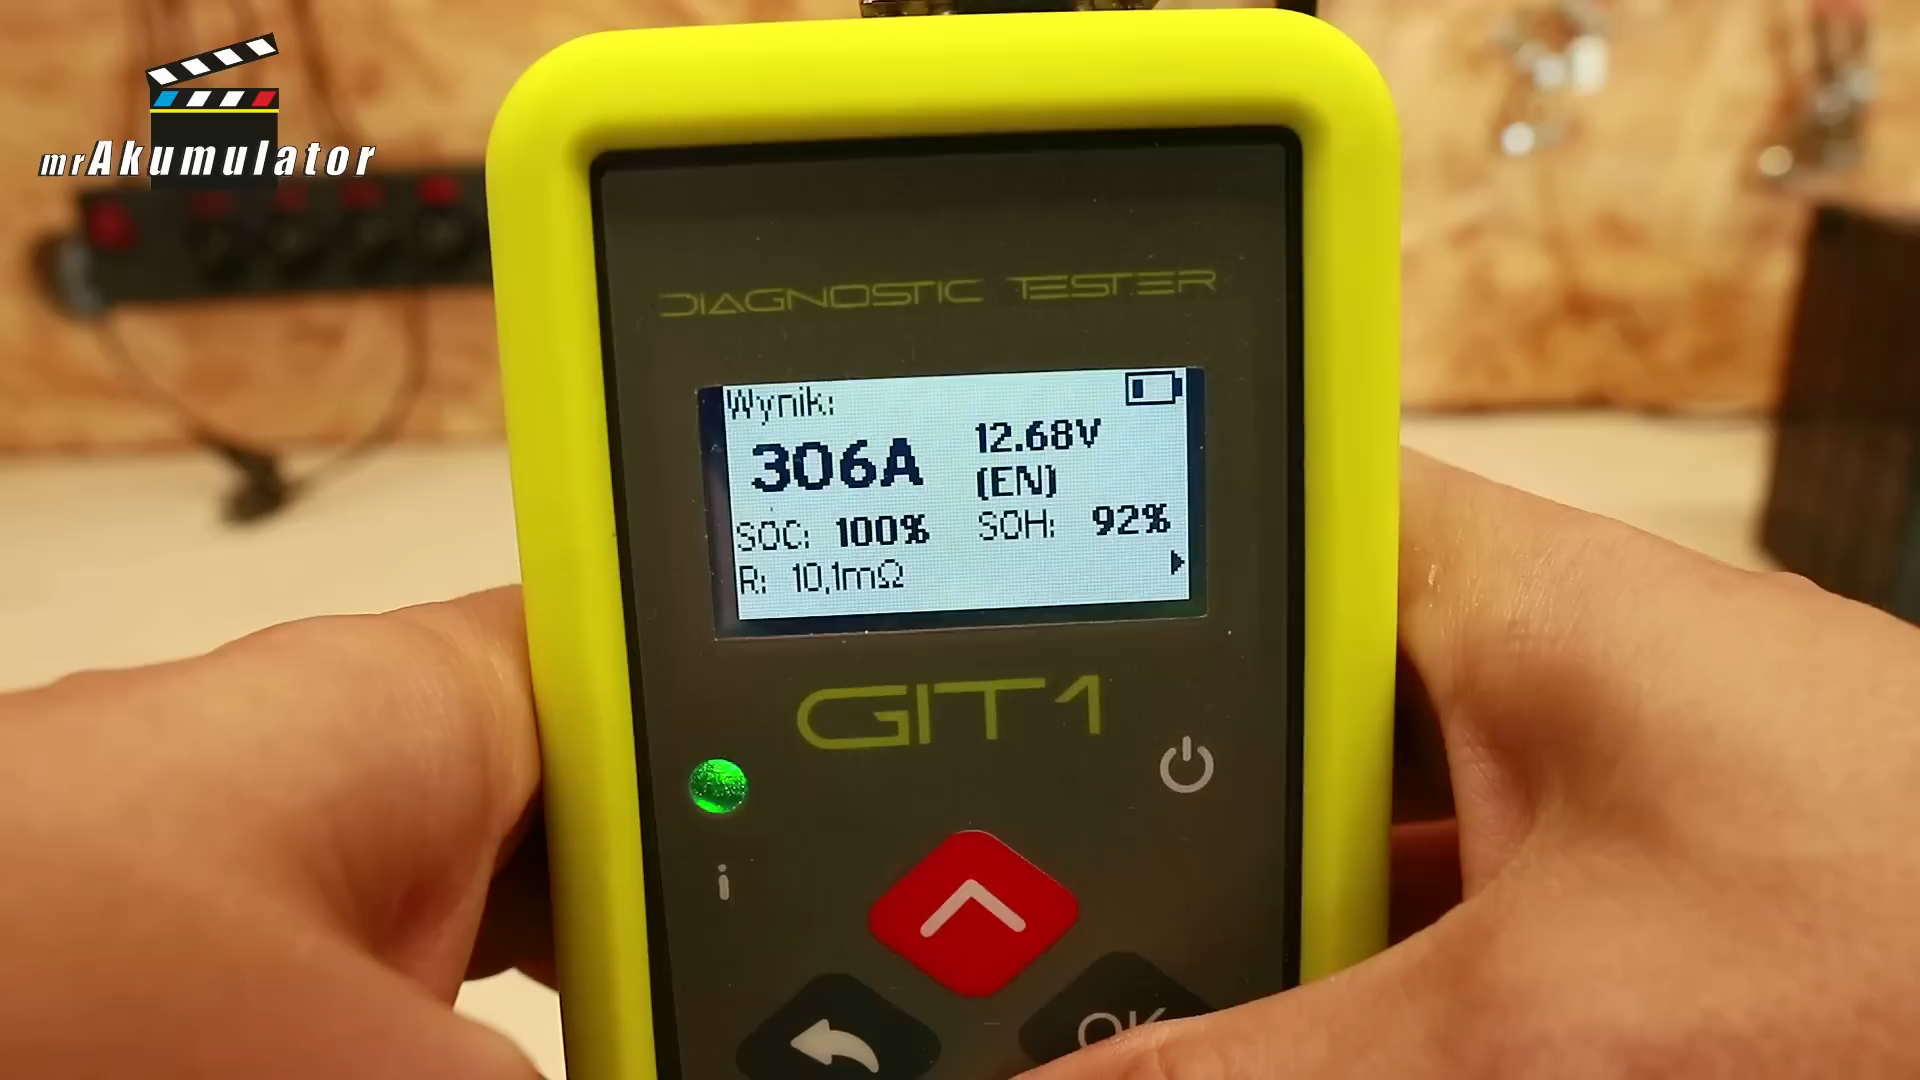 mrAkumulator
DIAGNOSTIC TESTER
Wynik:
306A
12.68V
(EN)
SOC: 100% SOH: 92%
R: 10,1mΩ
GIT1
i
OK